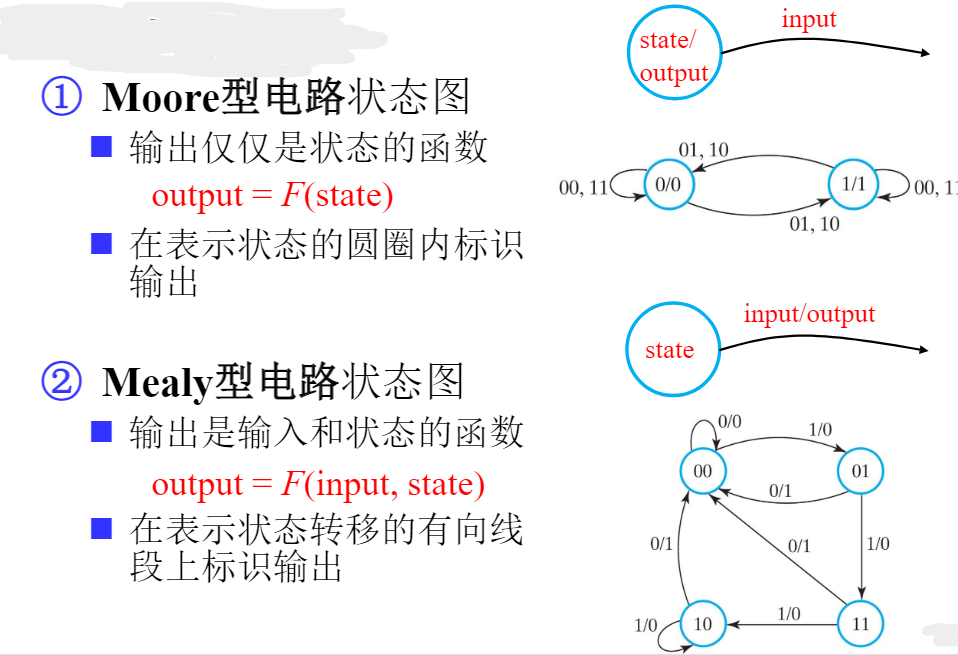 ① Moore型电路状态图
■ 输出仅仅是状态的函数
output = F(state)
■ 在表示状态的圆圈内标识
输出
② Mealy型电路状态图
■ 输出是输入和状态的函数
output = F(input, state)
■ 在表示状态转移的有向线
段上标识输出
state/
output
input
01, 10
00, 11
0/0
1/1
00, 11
01, 10
state
input/output
0/0
1/0
00
01
0/1
0/1
0/1
1/0
1/0
1/0
10
11